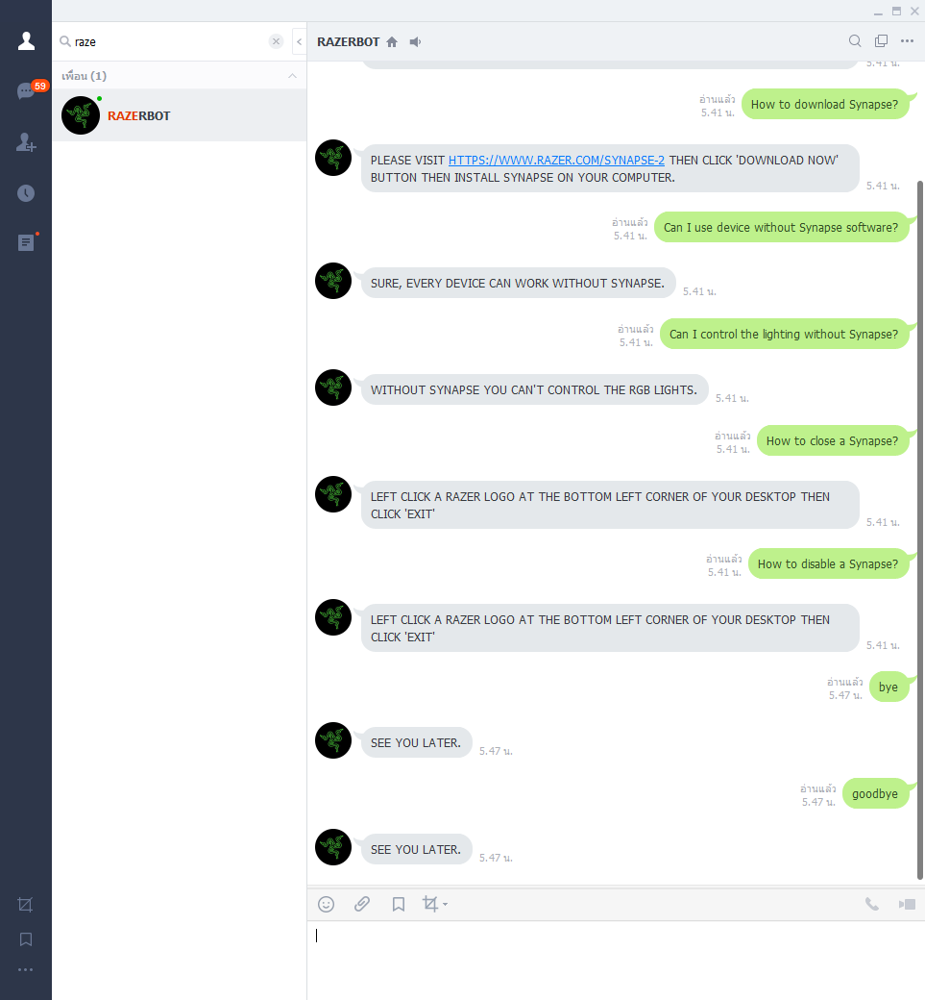 raze
59
เพื่อน (1)
RAZERBOT
RAZERBOT
5.41 น.
อ่านแล้ว
5.41 น.
How to download Synapse?
PLEASE VISIT HTTPS://WWW.RAZER.COM/SYNAPSE-2 THEN CLICK 'DOWNLOAD NOW'
BUTTON THEN INSTALL SYNAPSE ON YOUR COMPUTER.
5.41 น.
อ่านแล้ว
5.41 น.
Can I use device without Synapse software?
SURE, EVERY DEVICE CAN WORK WITHOUT SYNAPSE.
5.41 น.
อ่านแล้ว
5.41 น.
Can I control the lighting without Synapse?
WITHOUT SYNAPSE YOU CAN'T CONTROL THE RGB LIGHTS.
5.41 น.
อ่านแล้ว
5.41 น.
How to close a Synapse?
LEFT CLICK A RAZER LOGO AT THE BOTTOM LEFT CORNER OF YOUR DESKTOP THEN
CLICK 'EXIT'
5.41 น.
อ่านแล้ว
5.41 น.
How to disable a Synapse?
LEFT CLICK A RAZER LOGO AT THE BOTTOM LEFT CORNER OF YOUR DESKTOP THEN
CLICK 'EXIT'
5.41 น.
อ่านแล้ว
5.47 น.
bye
SEE YOU LATER.
5.47 น.
อ่านแล้ว
5.47 น.
goodbye
SEE YOU LATER.
5.47 น.